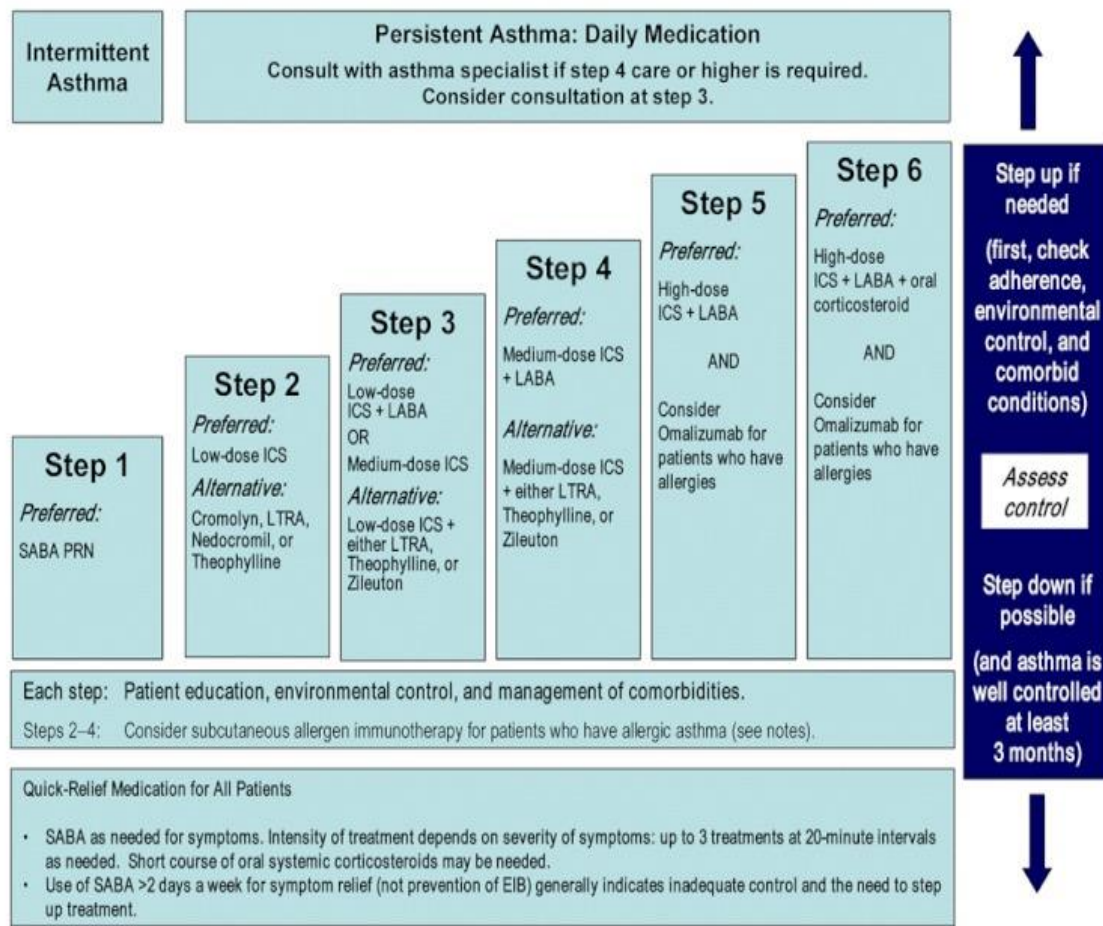 Intermittent
Asthma
Persistent Asthma: Daily Medication
Consult with asthma specialist if step 4 care or higher is required.
Consider consultation at step 3.
Step 1
Preferred:
SABA PRN
Step 2
Preferred:
Low-dose ICS
Alternative:
Cromolyn, LTRA,
Nedocromil, or
Theophylline
Step 3
Preferred:
Low-dose
ICS + LABA
OR
Medium-dose ICS
Alternative:
Low-dose ICS +
either LTRA,
Theophylline, or
Zileuton
Step 4
Preferred:
Medium-dose ICS
+ LABA
Alternative:
Medium-dose ICS
+ either LTRA,
Theophylline, or
Zileuton
Step 5
Preferred:
High-dose
ICS + LABA
AND
Consider
Omalizumab for
patients who have
allergies
Step 6
Preferred:
High-dose
ICS + LABA + oral
corticosteroid
AND
Consider
Omalizumab for
patients who have
allergies
Step up if
needed
(first, check
adherence,
environmental
control, and
comorbid
conditions)
Assess
control
Step down if
possible
(and asthma is
well controlled
at least
3 months)
Each step: Patient education, environmental control, and management of comorbidities.
Steps 2–4: Consider subcutaneous allergen immunotherapy for patients who have allergic asthma (see notes).
Quick-Relief Medication for All Patients
• SABA as needed for symptoms. Intensity of treatment depends on severity of symptoms: up to 3 treatments at 20-minute intervals
as needed. Short course of oral systemic corticosteroids may be needed.
• Use of SABA >2 days a week for symptom relief (not prevention of EIB) generally indicates inadequate control and the need to step
up treatment.